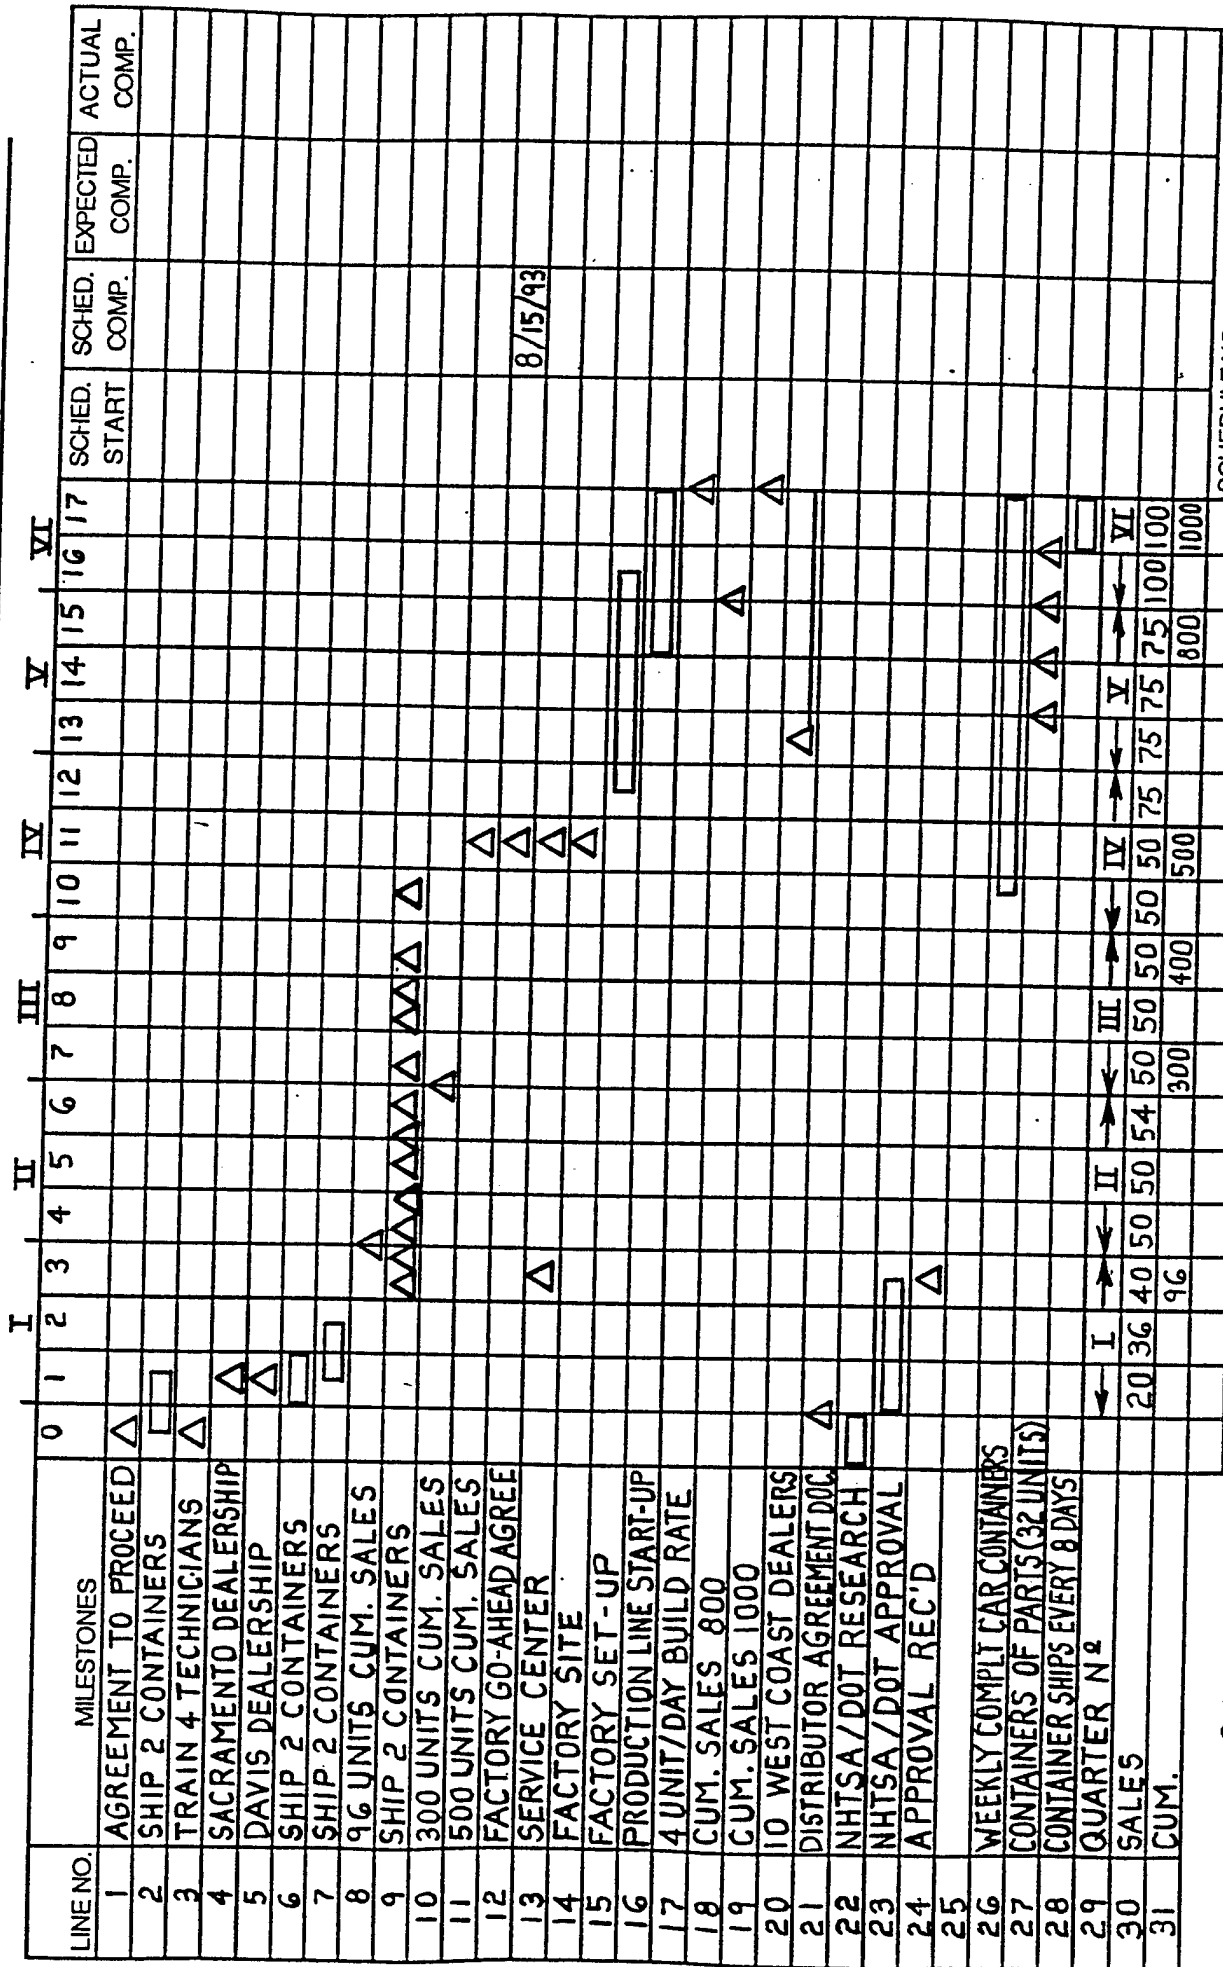 I II III IV V VI
LINE NO. MILESTONES 0 1 2 3 4 5 6 7 8 9 10 11 12 13 14 15 16 17 SCHED. START SCHED. COMP. EXPECTED COMP. ACTUAL COMP.
1 AGREEMENT TO PROCEED
2 SHIP 2 CONTAINERS
3 TRAIN 4 TECHNICIANS
4 SACRAMENTO DEALERSHIP
5 DAVIS DEALERSHIP
6 SHIP 2 CONTAINERS
7 SHIP 2 CONTAINERS
8 96 UNITS CUM. SALES
9 SHIP 2 CONTAINERS
10 300 UNITS CUM. SALES
11 500 UNITS CUM. SALES
12 FACTORY GO-AHEAD AGREE
13 SERVICE CENTER 8/15/93
14 FACTORY SITE
15 FACTORY SET-UP
16 PRODUCTION LINE START-UP
17 4 UNIT/DAY BUILD RATE
18 CUM. SALES 800
19 CUM. SALES 1000
20 10 WEST COAST DEALERS
21 DISTRIBUTOR AGREEMENT DOC.
22 NHTSA/DOT RESEARCH
23 NHTSA/DOT APPROVAL
24 APPROVAL REC'D
25
26 WEEKLY COMPLT CAR CONTAINERS
27 CONTAINERS OF PARTS (32 UNITS)
28 CONTAINER SHIPS EVERY 8 DAYS
29 QUARTER Nº I II III IV V VI
30 SALES 20 36 40 50 50 54 50 50 50 50 50 75 75 75 75 100 100
31 CUM. 96 300 400 500 800 1000